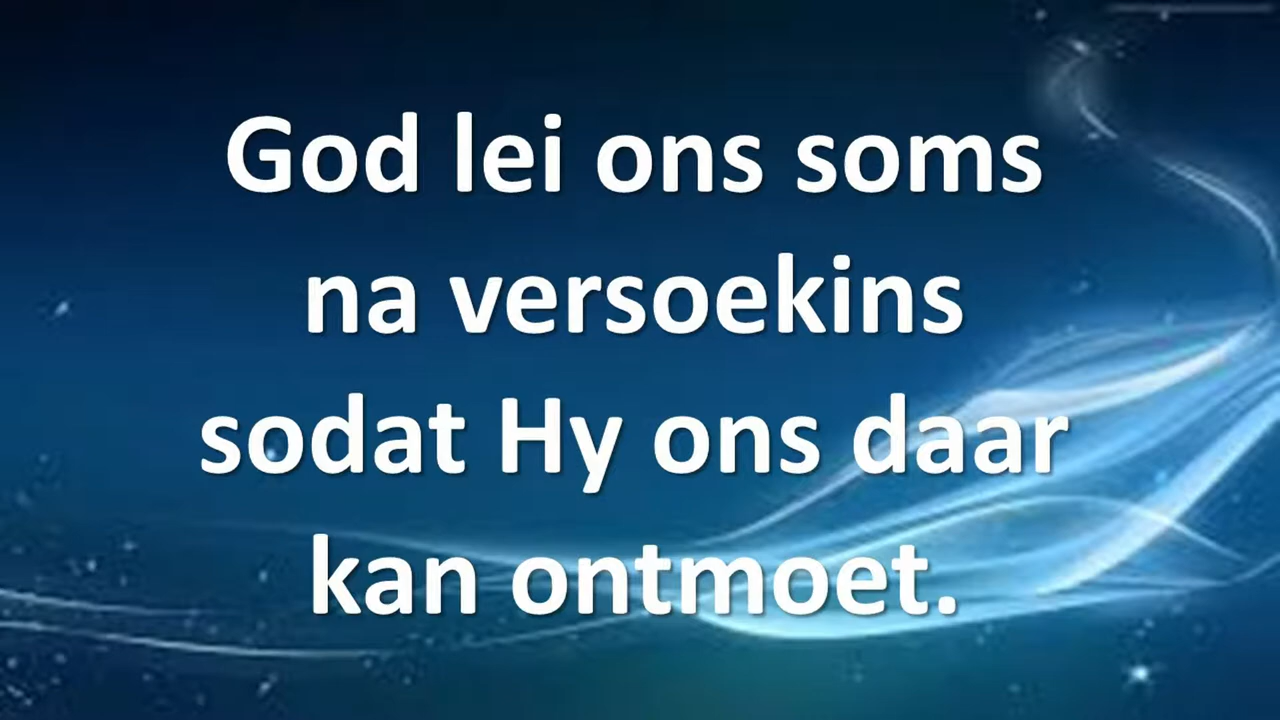 God lei ons soms
na versoekins
sodat Hy ons daar
kan ontmoet.